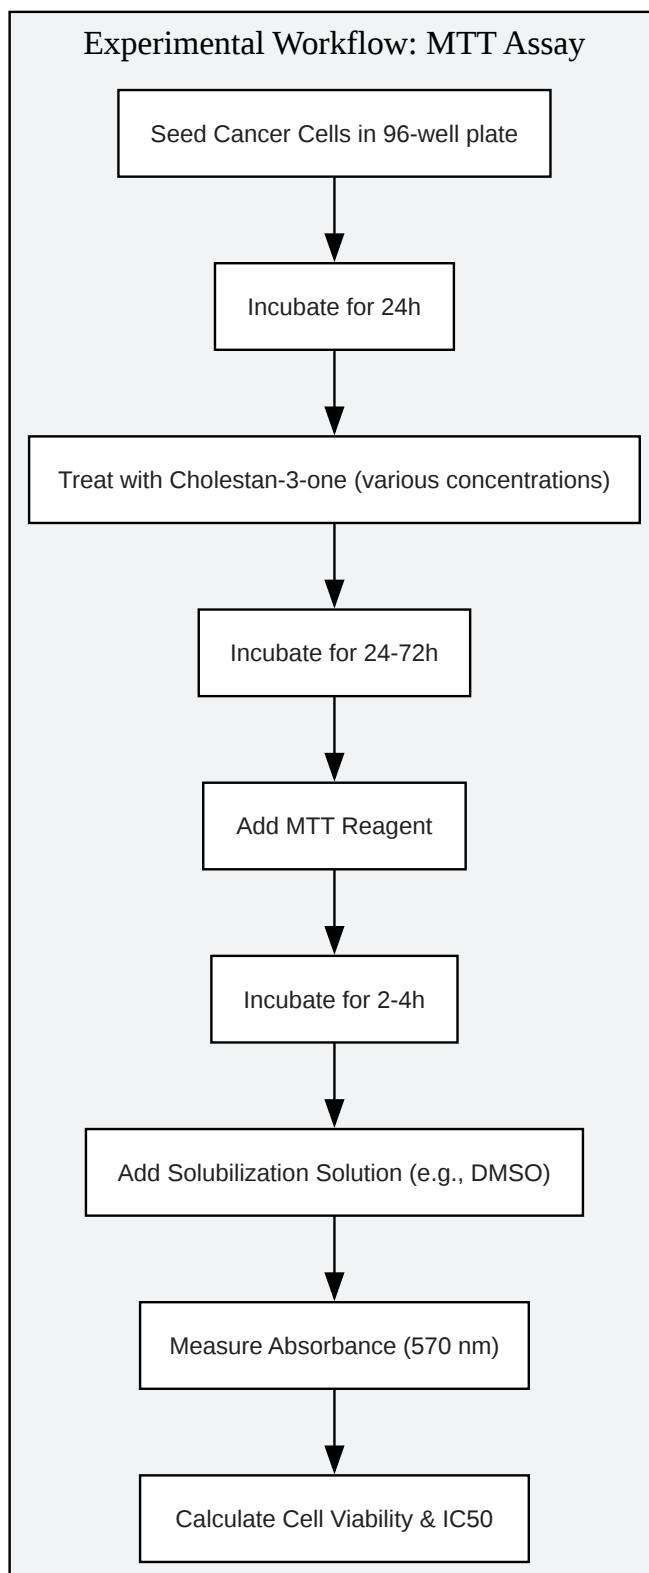 Experimental Workflow: MTT Assay
Seed Cancer Cells in 96-well plate
Incubate for 24h
Treat with Cholestan-3-one (various concentrations)
Incubate for 24-72h
Add MTT Reagent
Incubate for 2-4h
Add Solubilization Solution (e.g., DMSO)
Measure Absorbance (570 nm)
Calculate Cell Viability & IC50